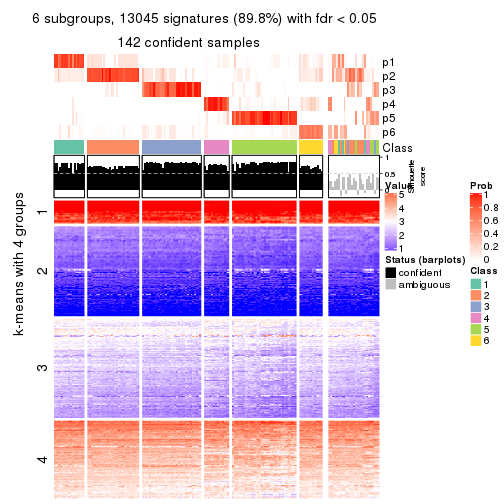 6 subgroups, 13045 signatures (89.8%) with fdr < 0.05
142 confident samples
p1
p2
p3
p4
p5
p6
Class
1
0.5
0
Silhouette
score
k-means with 4 groups
1
2
3
4
Value
5
4
3
2
1
Status (barplots)
confident
ambiguous
Prob
1
0.8
0.6
0.4
0.2
0
Class
1
2
3
4
5
6